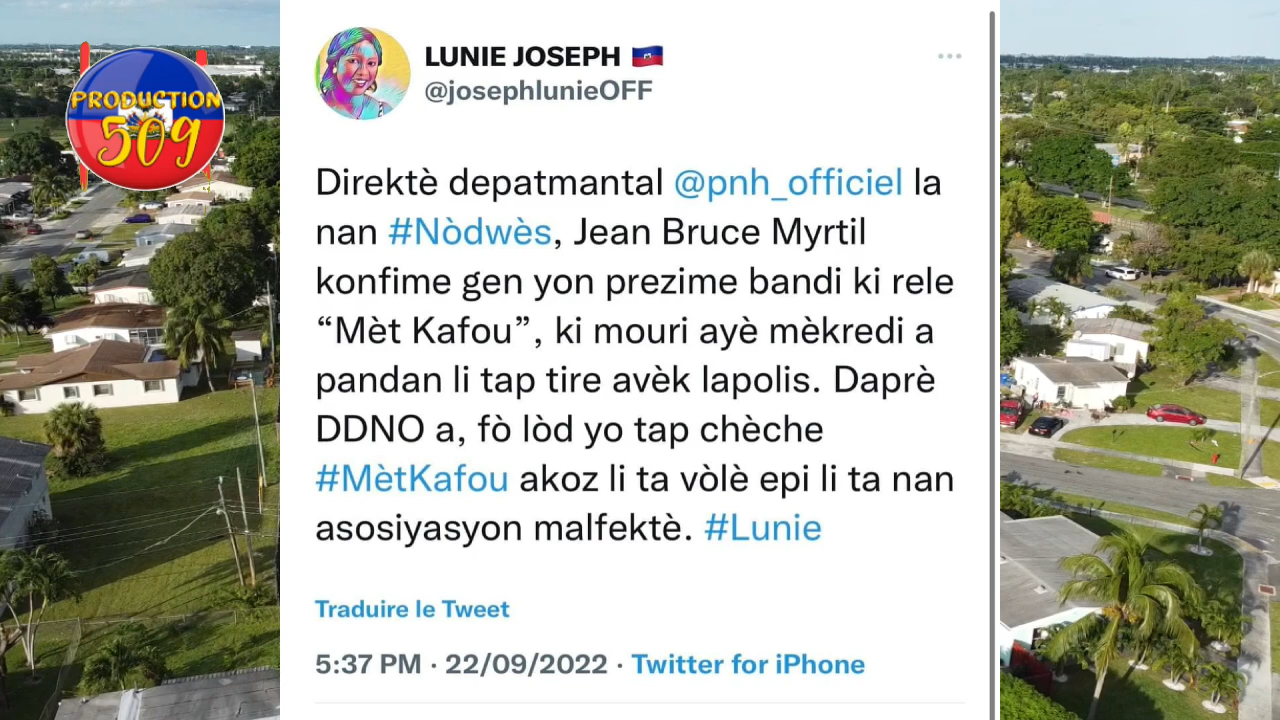 PRODUCTION
509
LUNIE JOSEPH 🇭🇹
@josephlunieOFF
Direktè depatmantal @pnh_officiel la
nan #Nòdwès, Jean Bruce Myrtil
konfime gen yon prezime bandi ki rele
“Mèt Kafou”, ki mouri ayè mèkredi a
pandan li tap tire avèk lapolis. Daprè
DDNO a, fò lòd yo tap chèche
#MètKafou akoz li ta vòlè epi li ta nan
asosiyasyon malfektè. #Lunie
Traduire le Tweet
5:37 PM · 22/09/2022 · Twitter for iPhone